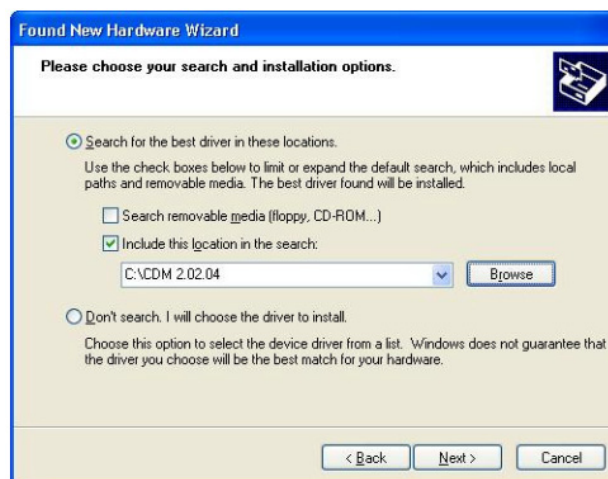 Found New Hardware Wizard
Please choose your search and installation options.
Search for the best driver in these locations.
Use the check boxes below to limit or expand the default search, which includes local
paths and removable media. The best driver found will be installed.
Search removable media (floppy, CD-ROM...)
Include this location in the search:
C:\CDM 2.02.04
Browse
Don't search. I will choose the driver to install.
Choose this option to select the device driver from a list. Windows does not guarantee that
the driver you choose will be the best match for your hardware.
< Back
Next >
Cancel